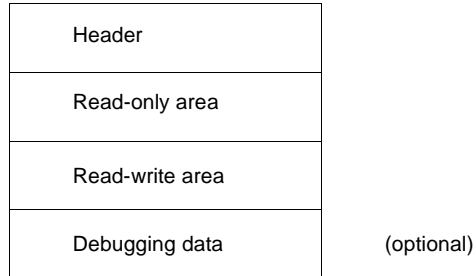 Header
Read-only area
Read-write area
Debugging data (optional)